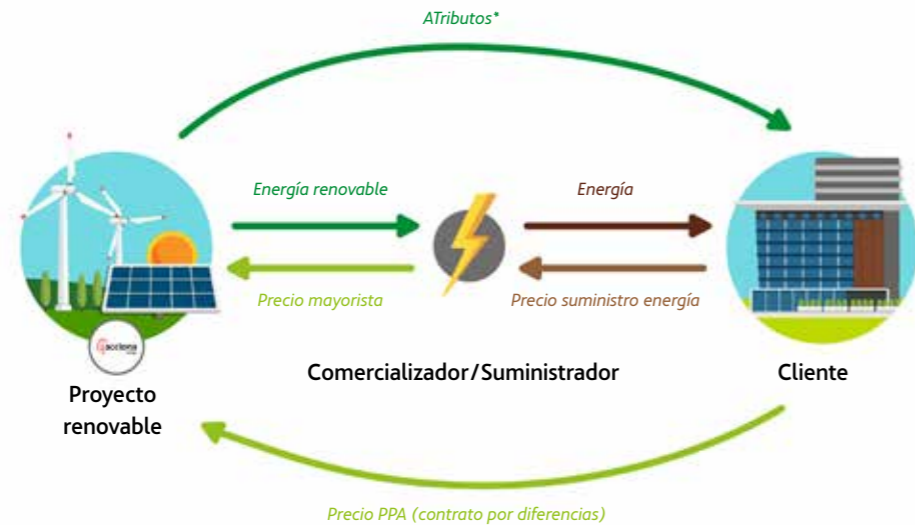 ATributos*
Energía renovable
Energía
Precio mayorista
Precio suministro energía
acciona
Comercializador/Suministrador
Cliente
Proyecto
renovable
Precio PPA (contrato por diferencias)